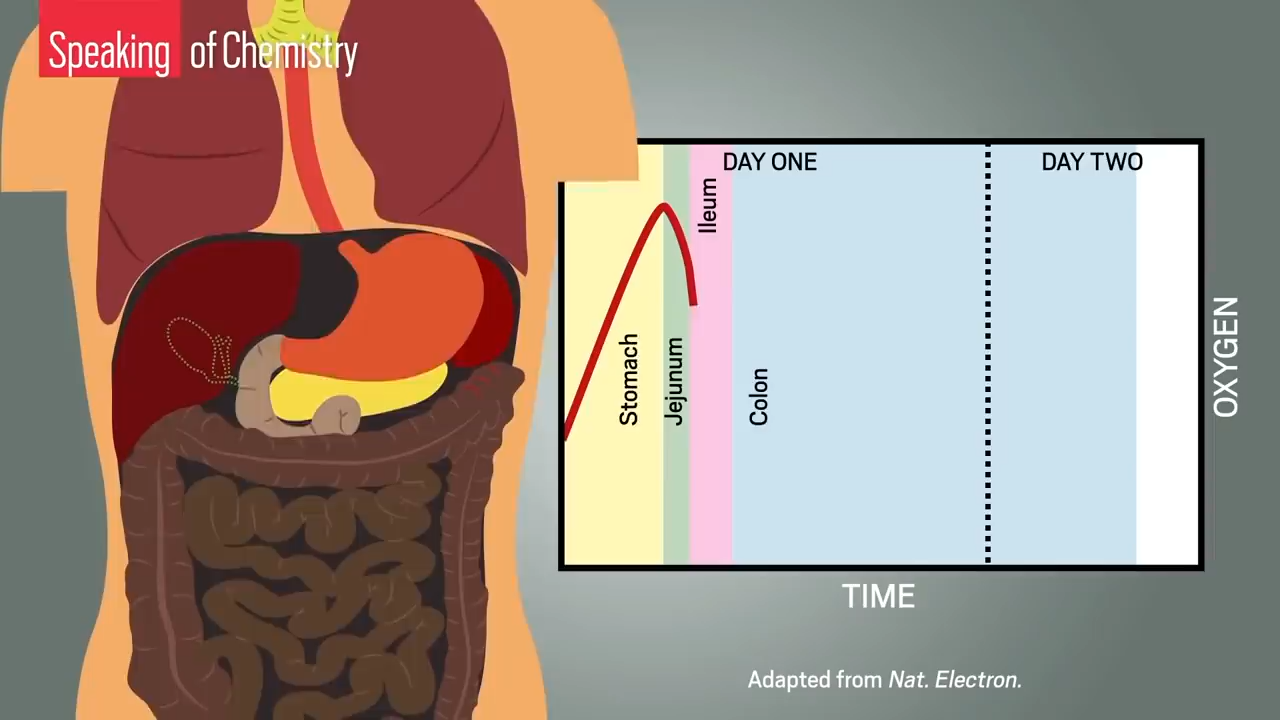 Speaking of Chemistry
DAY ONE
DAY TWO
Stomach
Jejunum
Ileum
Colon
OXYGEN
TIME
Adapted from Nat. Electron.